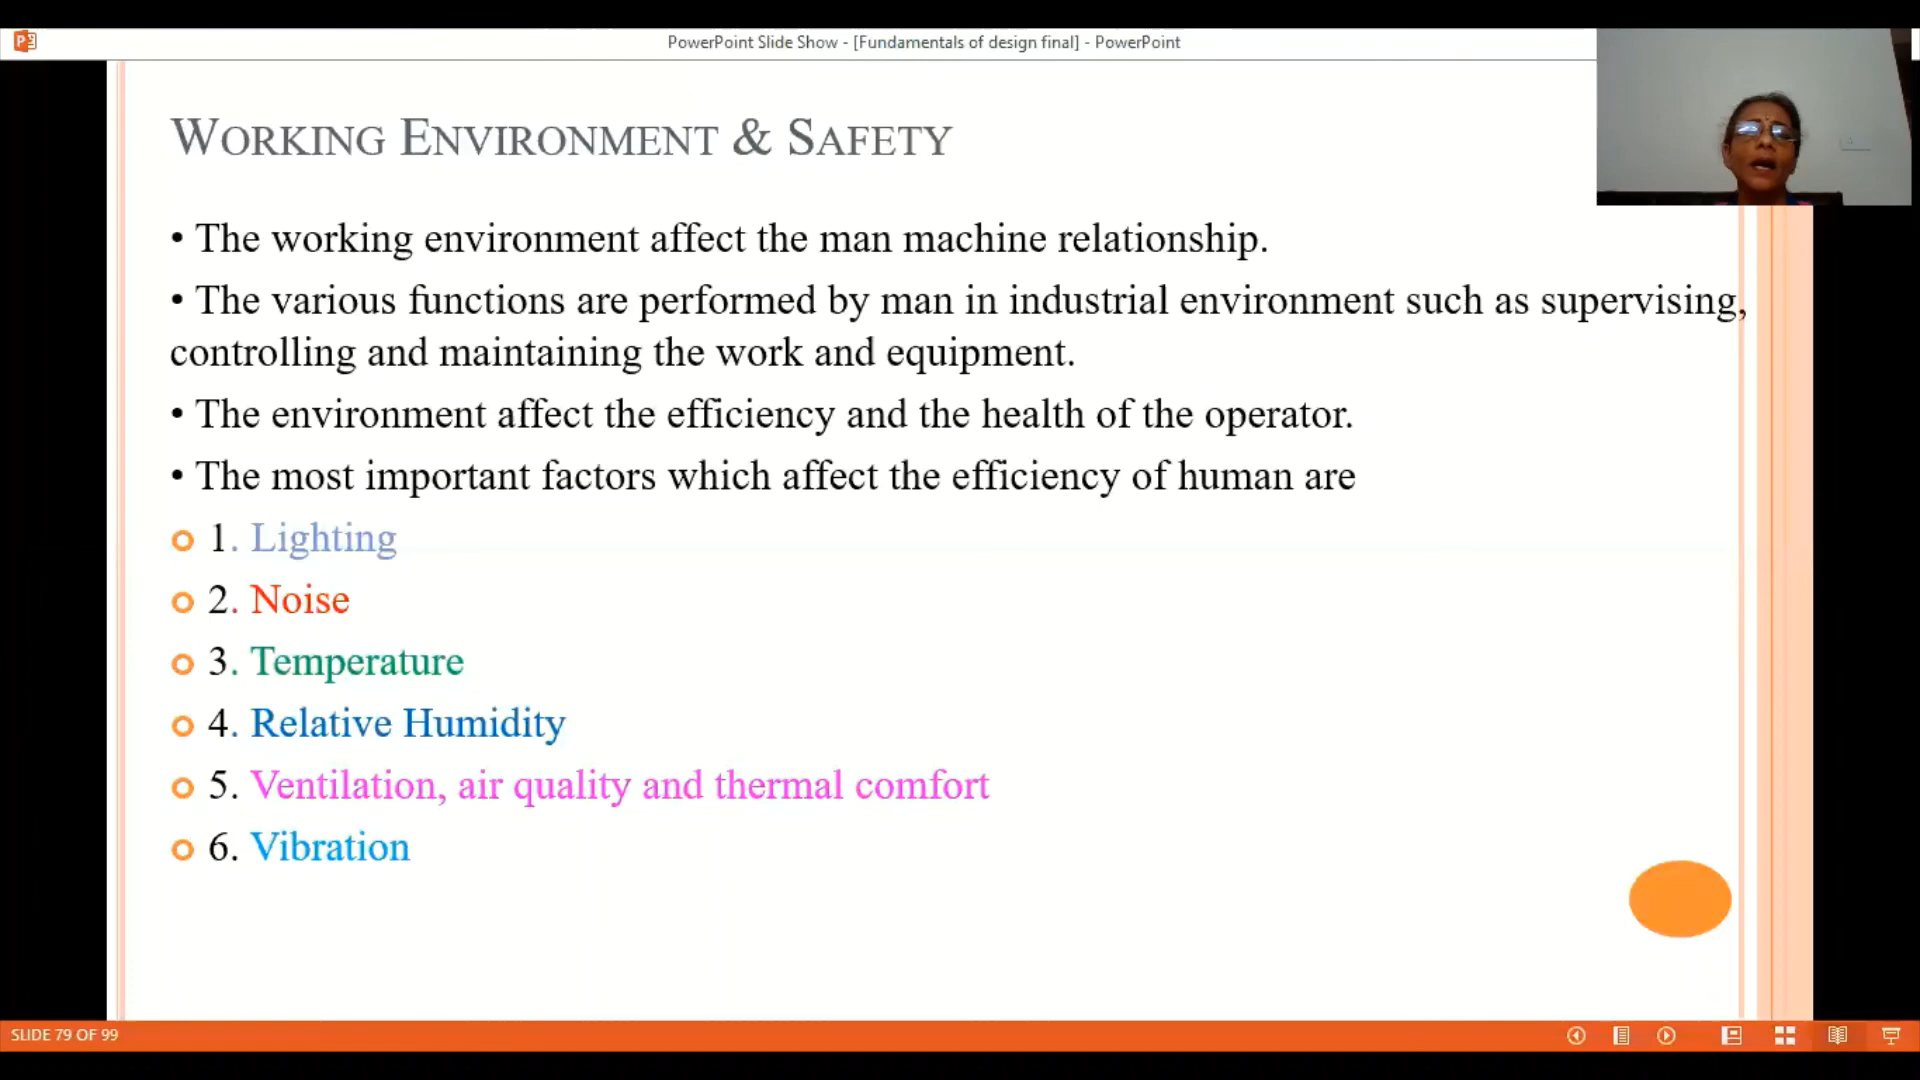 PowerPoint Slide Show - [Fundamentals of design final] - PowerPoint
WORKING ENVIRONMENT & SAFETY
• The working environment affect the man machine relationship.
• The various functions are performed by man in industrial environment such as supervising,
controlling and maintaining the work and equipment.
• The environment affect the efficiency and the health of the operator.
• The most important factors which affect the efficiency of human are
1. Lighting
2. Noise
3. Temperature
4. Relative Humidity
5. Ventilation, air quality and thermal comfort
6. Vibration
SLIDE 79 OF 99